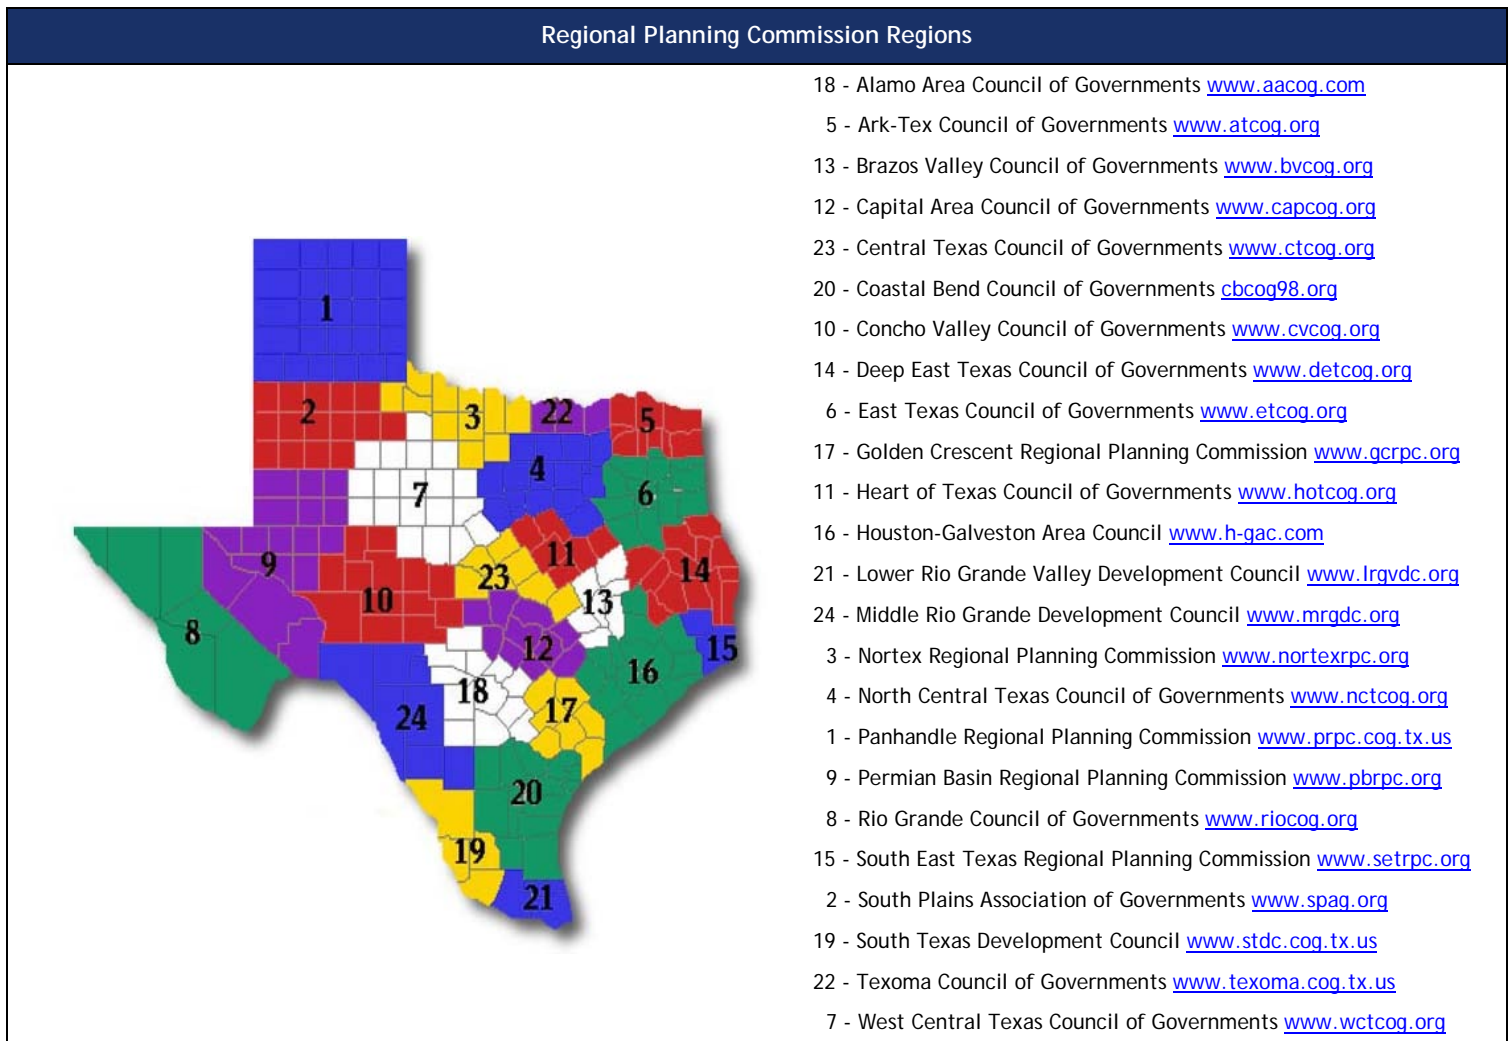 Regional Planning Commission Regions
18 - Alamo Area Council of Governments www.aacog.com
5 - Ark-Tex Council of Governments www.atcog.org
13 - Brazos Valley Council of Governments www.bvcog.org
12 - Capital Area Council of Governments www.capcog.org
23 - Central Texas Council of Governments www.ctcog.org
20 - Coastal Bend Council of Governments cbcog98.org
10 - Concho Valley Council of Governments www.cvcog.org
14 - Deep East Texas Council of Governments www.detcog.org
6 - East Texas Council of Governments www.etcog.org
17 - Golden Crescent Regional Planning Commission www.gcrpc.org
11 - Heart of Texas Council of Governments www.hotcog.org
16 - Houston-Galveston Area Council www.h-gac.com
21 - Lower Rio Grande Valley Development Council www.lrgvdc.org
24 - Middle Rio Grande Development Council www.mrgdc.org
3 - Nortex Regional Planning Commission www.nortexrpc.org
4 - North Central Texas Council of Governments www.nctcog.org
1 - Panhandle Regional Planning Commission www.prpc.cog.tx.us
9 - Permian Basin Regional Planning Commission www.pbrpc.org
8 - Rio Grande Council of Governments www.riocog.org
15 - South East Texas Regional Planning Commission www.setrpc.org
2 - South Plains Association of Governments www.spag.org
19 - South Texas Development Council www.stdc.cog.tx.us
22 - Texoma Council of Governments www.texoma.cog.tx.us
7 - West Central Texas Council of Governments www.wctcog.org
1
2
3
22
5
4
7
6
9
11
23
14
10
13
8
12
15
16
18
17
24
20
19
21